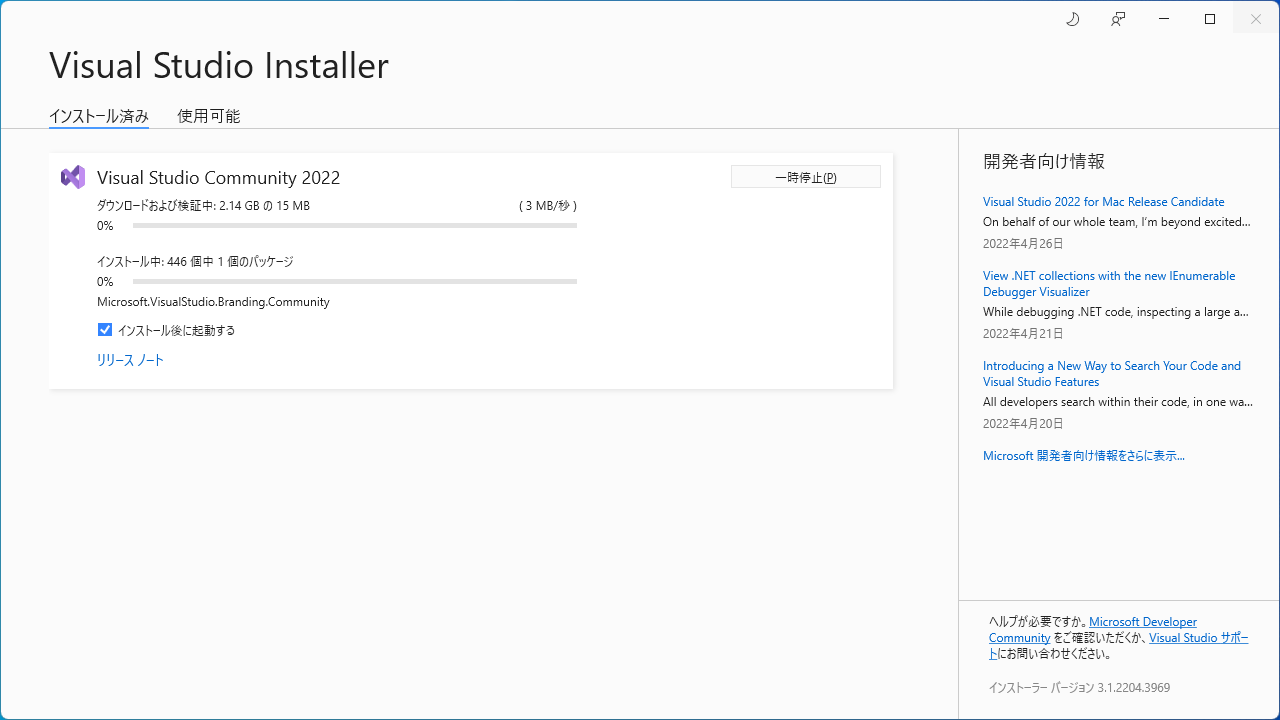 Visual Studio Installer
インストール済み 使用可能
Visual Studio Community 2022
一時停止(P)
ダウンロードおよび検証中: 2.14 GB の 15 MB ( 3 MB/秒 )
0%
インストール中: 446 個中 1 個のパッケージ
0%
Microsoft.VisualStudio.Branding.Community
インストール後に起動する
リリース ノート
開発者向け情報
Visual Studio 2022 for Mac Release Candidate
On behalf of our whole team, I’m beyond excited...
2022年4月26日
View .NET collections with the new IEnumerable
Debugger Visualizer
While debugging .NET code, inspecting a large a...
2022年4月21日
Introducing a New Way to Search Your Code and
Visual Studio Features
All developers search within their code, in one wa...
2022年4月20日
Microsoft 開発者向け情報をさらに表示...
ヘルプが必要ですか。Microsoft Developer
Community をご確認いただくか、Visual Studio サポー
トにお問い合わせください。
インストーラー バージョン 3.1.2204.3969